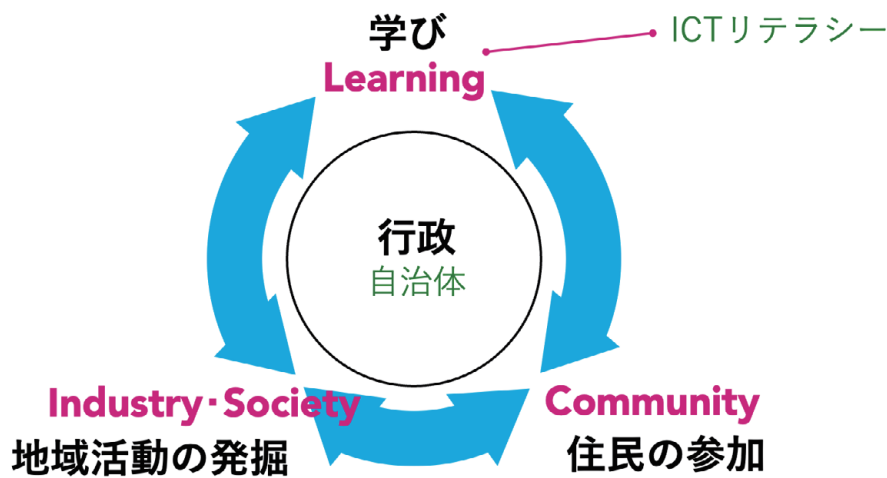 学び
Learning
ICTリテラシー
行政
自治体
Industry・Society
地域活動の発掘
Community
住民の参加